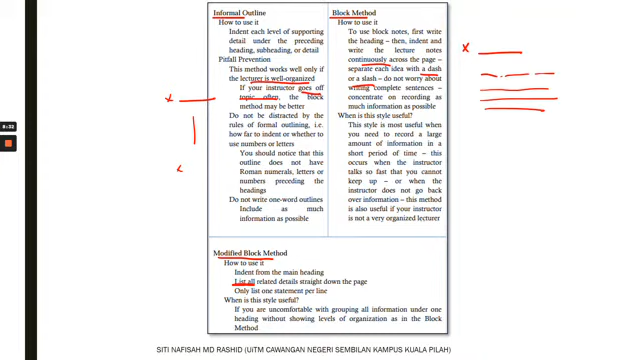 Informal Outline
How to use it
Indent each level of supporting
detail under the preceding heading,
subheading, or detail
Pitfall Prevention
This method works well only if the
lecturer is well-organized
If your instructor goes off
topic often, the block
method may be better
Do not be distracted by the
rules of formal outlining, i.e.
how far to indent or whether to
use numbers or letters
You should notice that this
outline does not have
Roman numerals, letters or
numbers preceding the
headings
Do not write one-word outlines
Include as much
information as possible
Block Method
How to use it
To use block notes, first write
the heading - then, indent and
write the lecture notes
continuously across the page -
separate each idea with a dash
or a slash - do not worry about
writing complete sentences -
concentrate on recording as
much information as possible
When is this style useful?
This style is most useful when
you need to record a large
amount of information in a
short period of time - this
occurs when the instructor
talks so fast that you cannot
keep up - or when the
instructor does not go back
over information - this method
is also useful if your instructor
is not a very organized lecturer
Modified Block Method
How to use it
Indent from the main heading
List all related details straight down the page
Only list one statement per line
When is this style useful?
If you are uncomfortable with grouping all information under one
heading without showing levels of organization as in the Block
Method
SITI NAFISAH MD RASHID (UiTM CAWANGAN NEGERI SEMBILAN KAMPUS KUALA PILAH)